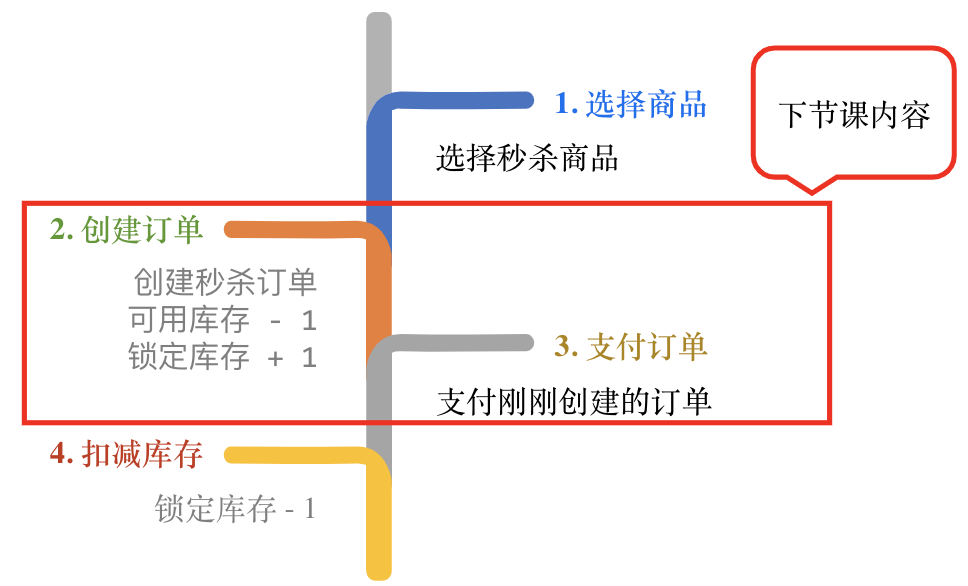 1. 选择商品
下节课内容
选择秒杀商品
2. 创建订单
创建秒杀订单
可用库存 - 1
锁定库存 + 1
3. 支付订单
支付刚刚创建的订单
4. 扣减库存
锁定库存 - 1